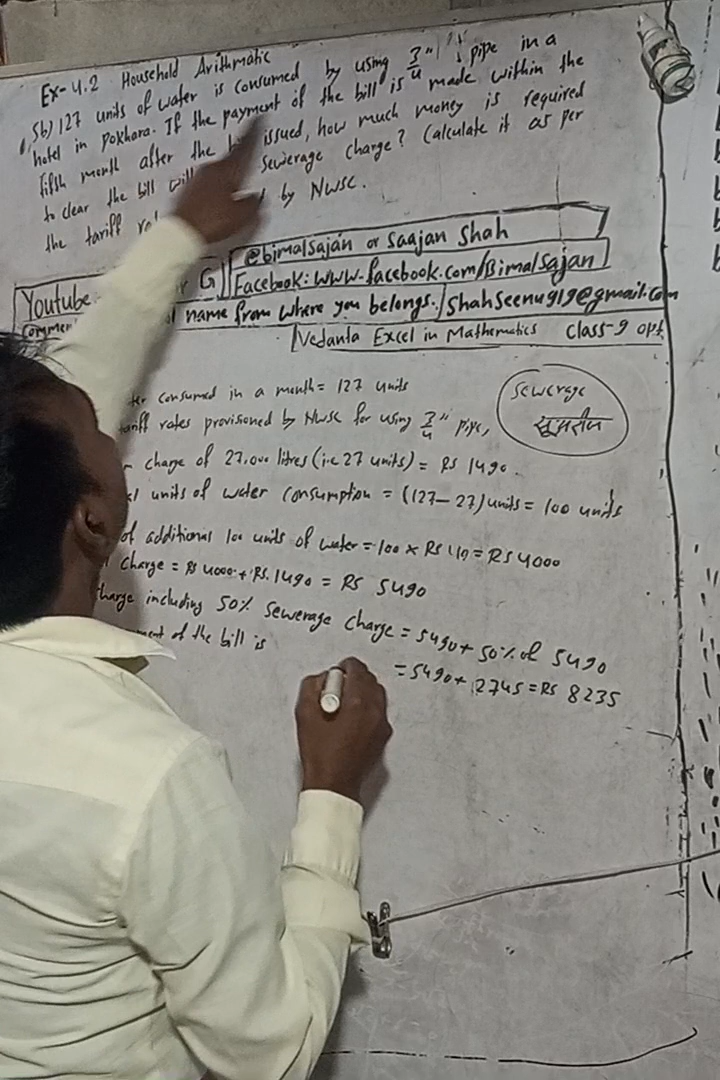 Ex-4.2 Household Arithmatic
5b) 127 units of water is consumed by using 3/4" pipe in a
hotel in pokhara. If the payment of the bill is made within the
fifth month after the issued, how much money is required
to clear the bill Sewerage charge? Calculate it as per
the tariff by NWSC.
Youtube G @bimalsajan or Saajan Shah
Facebook: www.facebook.com/Bimalsajan
name from where you belongs. / Shahseenu919@gmail.com
Vedanta Excel in Mathematics Class-9 opt.
consumed in a month = 127 units
Sewerage
rates provisioned by NWSC for using 3/4" pipe,
charge of 27,000 litres (i.e 27 units) = Rs 1490.
units of water consumption = (127-27) units = 100 units
of additional 100 units of water = 100 x Rs 40 = Rs 4000
charge = Rs 4000 + Rs. 1490 = Rs 5490
charge including 50% Sewerage Charge = 5490 + 50% of 5490
of the bill is
= 5490 + 2745 = Rs 8235